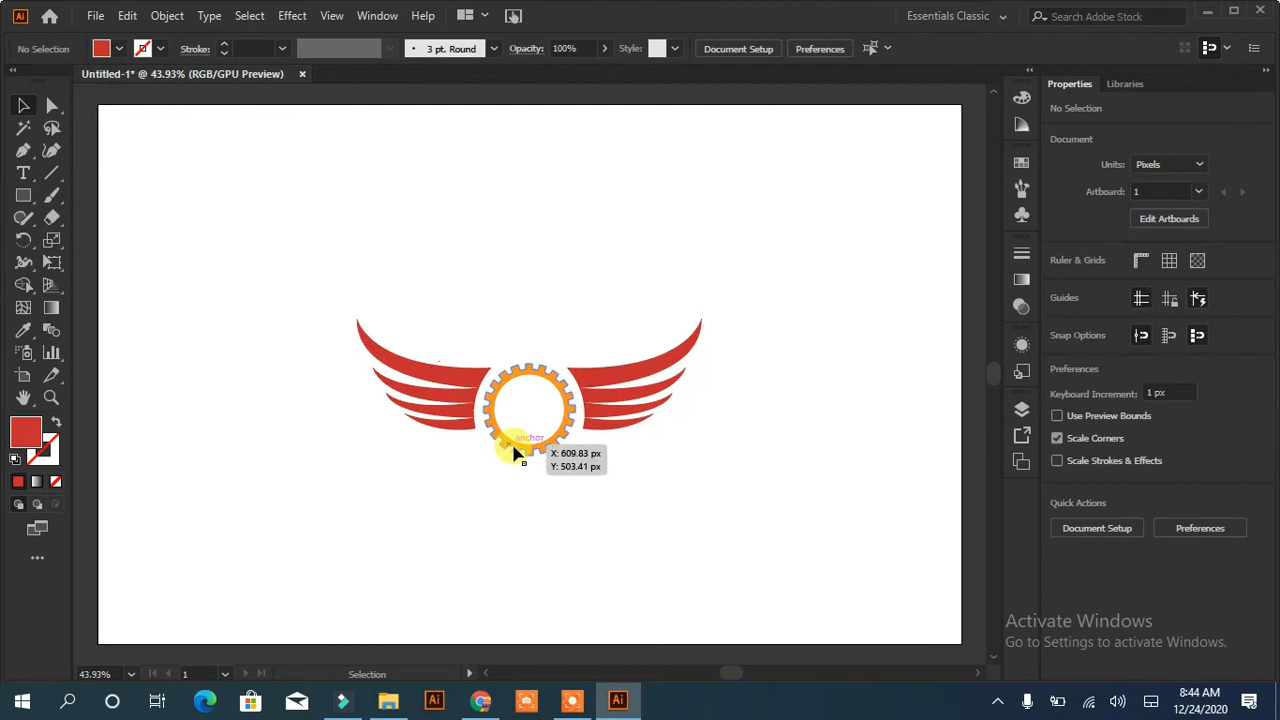 Ai File Edit Object Type Select Effect View Window Help Essentials Classic Search Adobe Stock
No Selection Stroke: 3 pt. Round Opacity: 100% Style: Document Setup Preferences
Untitled-1* @ 43.93% (RGB/GPU Preview)
Properties Libraries
No Selection
Document
Units: Pixels
Artboard: 1
Edit Artboards
Ruler & Grids
Guides
Snap Options
Preferences
Keyboard Increment: 1 px
Use Preview Bounds
Scale Corners
Scale Strokes & Effects
Quick Actions
Document Setup Preferences
anchor
X: 609.83 px
Y: 503.41 px
Activate Windows
Go to Settings to activate Windows.
43.93% 1 Selection
Ai Ai
8:44 AM
12/24/2020